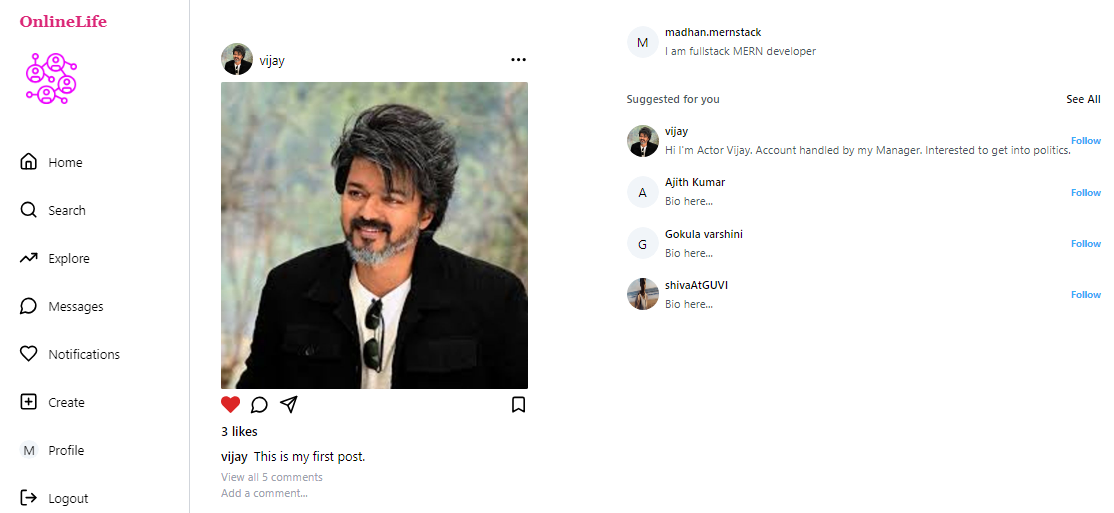 OnlineLife
Home
Search
Explore
Messages
Notifications
Create
M Profile
Logout
vijay
3 likes
vijay This is my first post.
View all 5 comments
Add a comment...
M
madhan.mernstack
I am fullstack MERN developer
Suggested for you See All
vijay
Hi I'm Actor Vijay. Account handled by my Manager. Interested to get into politics.
Follow
A
Ajith Kumar
Bio here...
Follow
G
Gokula varshini
Bio here...
Follow
shivaAtGUVI
Bio here...
Follow